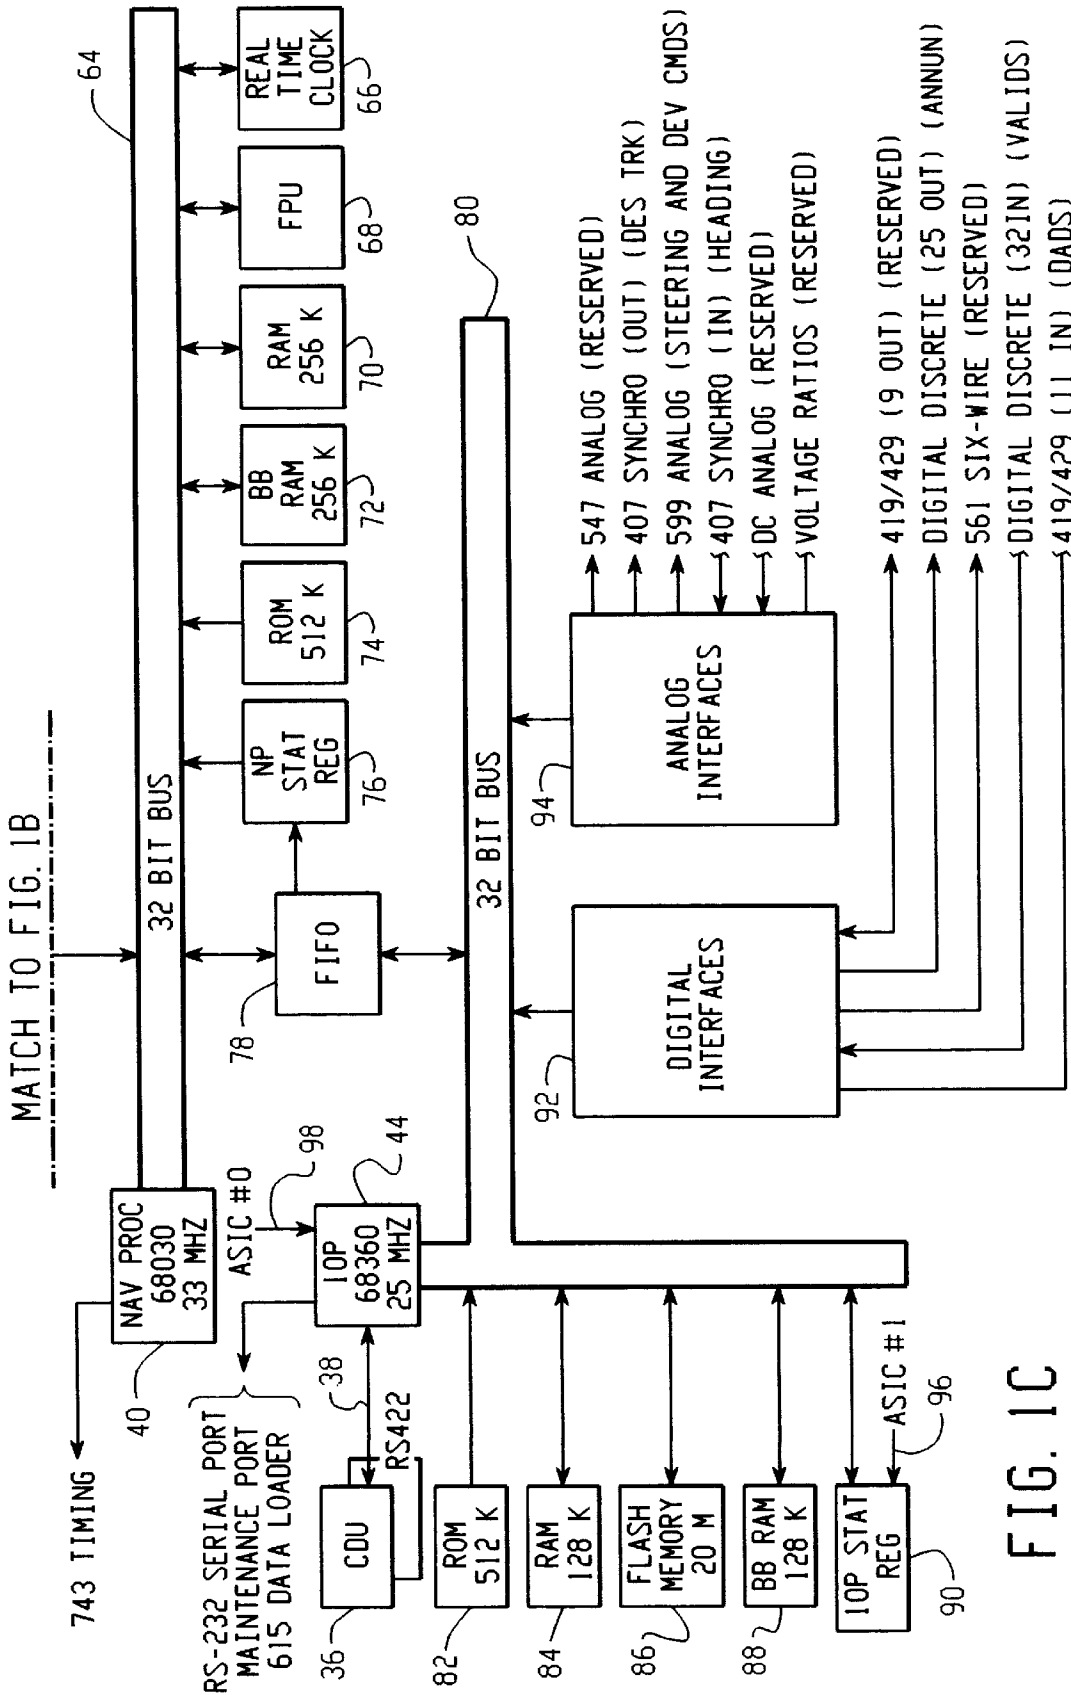 MATCH TO FIG. 1B
743 TIMING
40
NAV PROC
68030
33 MHZ
32 BIT BUS
64
RS-232 SERIAL PORT
MAINTENANCE PORT
615 DATA LOADER
ASIC #0
98
IOP
68360
25 MHZ
44
78
FIFO
NP
STAT
REG
76
ROM
512 K
74
BB
RAM
256 K
72
RAM
256 K
70
FPU
68
REAL
TIME
CLOCK
66
36
CDU
RS422
38
32 BIT BUS
80
82
ROM
512 K
84
RAM
128 K
86
FLASH
MEMORY
20 M
88
BB RAM
128 K
90
IOP STAT
REG
ASIC #1
96
92
DIGITAL
INTERFACES
94
ANALOG
INTERFACES
547 ANALOG (RESERVED)
407 SYNCHRO (OUT) (DES TRK)
599 ANALOG (STEERING AND DEV CMDS)
407 SYNCHRO (IN) (HEADING)
DC ANALOG (RESERVED)
VOLTAGE RATIOS (RESERVED)
419/429 (9 OUT) (RESERVED)
DIGITAL DISCRETE (25 OUT) (ANNUN)
561 SIX-WIRE (RESERVED)
DIGITAL DISCRETE (32IN) (VALIDS)
419/429 (11 IN) (DADS)
FIG. 1C